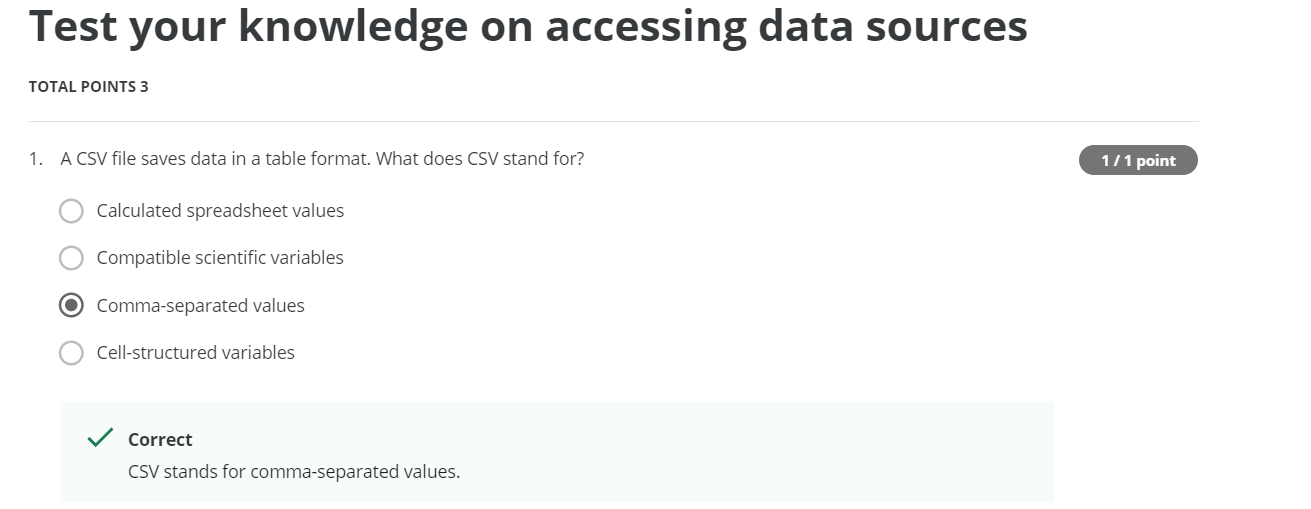 Test your knowledge on accessing data sources
TOTAL POINTS 3
1. A CSV file saves data in a table format. What does CSV stand for?
1 / 1 point
Calculated spreadsheet values
Compatible scientific variables
Comma-separated values
Cell-structured variables
Correct
CSV stands for comma-separated values.